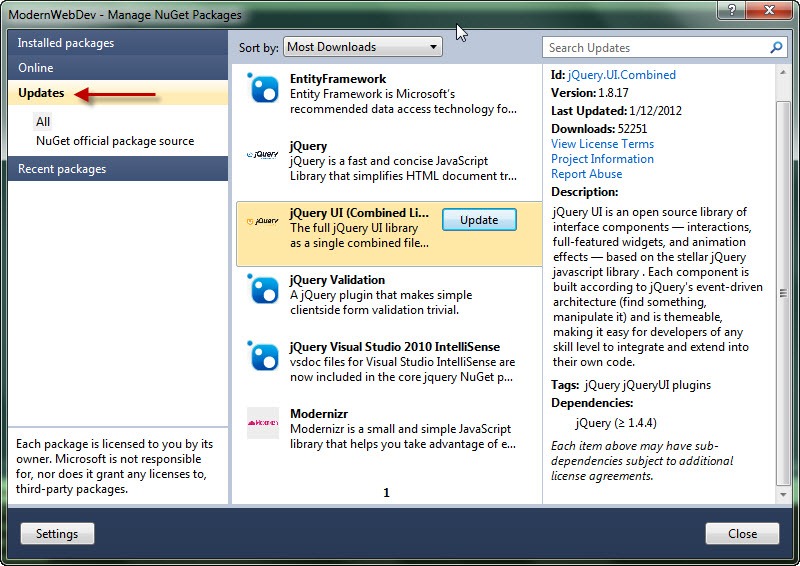 ModernWebDev - Manage NuGet Packages
Installed packages
Online
Updates
All
NuGet official package source
Recent packages
Each package is licensed to you by its
owner. Microsoft is not responsible
for, nor does it grant any licenses to,
third-party packages.
Sort by: Most Downloads
EntityFramework
Entity Framework is Microsoft's
recommended data access technology fo...
jQuery
jQuery
jQuery is a fast and concise JavaScript
Library that simplifies HTML document tr...
jQuery
jQuery UI (Combined Li...
Update
The full jQuery UI library
as a single combined file...
jQuery Validation
A jQuery plugin that makes simple
clientside form validation trivial.
jQuery Visual Studio 2010 IntelliSense
vsdoc files for Visual Studio IntelliSense are
now included in the core jquery NuGet p...
Modernizr
Modernizr is a small and simple JavaScript
library that helps you take advantage of e...
1
Search Updates
Id: jQuery.UI.Combined
Version: 1.8.17
Last Updated: 1/12/2012
Downloads: 52251
View License Terms
Project Information
Report Abuse
Description:
jQuery UI is an open source library of
interface components — interactions,
full-featured widgets, and animation
effects — based on the stellar jQuery
javascript library . Each component is
built according to jQuery's event-driven
architecture (find something,
manipulate it) and is themeable,
making it easy for developers of any
skill level to integrate and extend into
their own code.
Tags: jQuery jQueryUI plugins
Dependencies:
jQuery (≥ 1.4.4)
Each item above may have sub-
dependencies subject to additional
license agreements.
Settings
Close